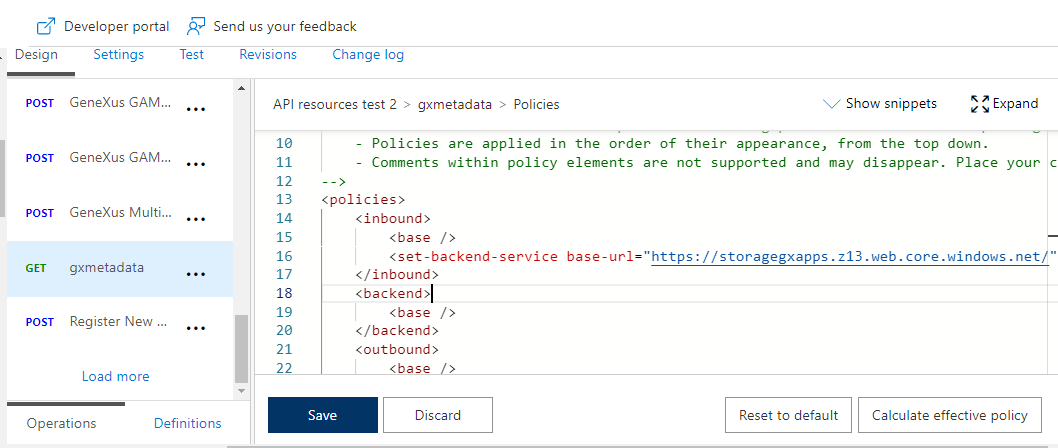 Developer portal Send us your feedback
Design Settings Test Revisions Change log
POST GeneXus GAM...
POST GeneXus GAM...
POST GeneXus Multi...
GET gxmetadata
POST Register New ...
Load more
Operations Definitions
API resources test 2 > gxmetadata > Policies
Show snippets Expand
10 - Policies are applied in the order of their appearance, from the top down.
11 - Comments within policy elements are not supported and may disappear. Place your c
12 -->
13 <policies>
14 <inbound>
15 <base />
16 <set-backend-service base-url="https://storagegxapps.z13.web.core.windows.net/"
17 </inbound>
18 <backend>
19 <base />
20 </backend>
21 <outbound>
22 <base />
Save Discard Reset to default Calculate effective policy